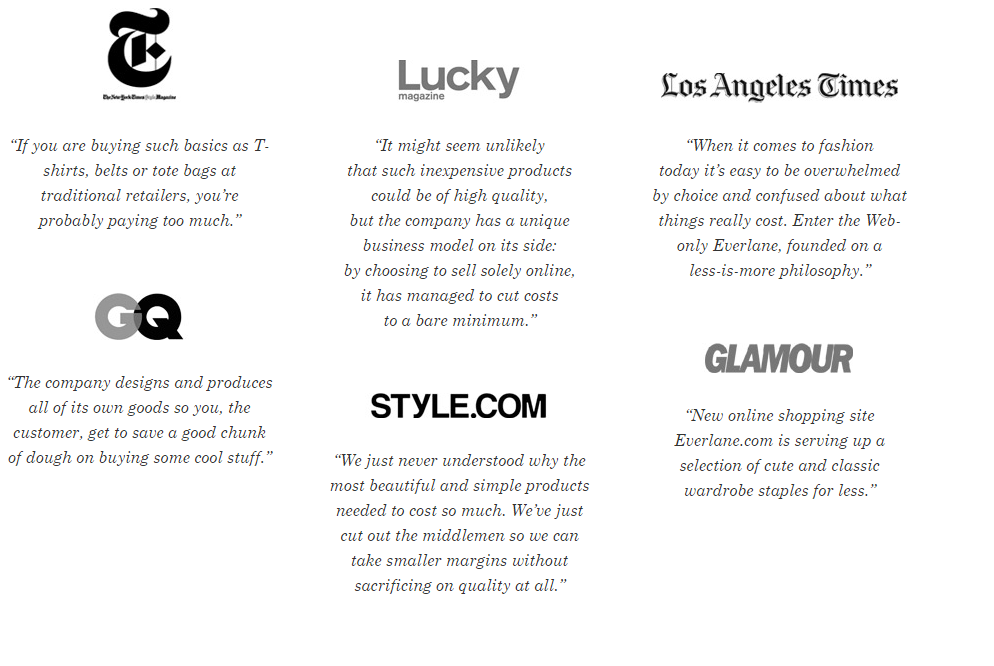 T
The New York Times Style Magazine
“If you are buying such basics as T-
shirts, belts or tote bags at
traditional retailers, you’re
probably paying too much.”
GQ
“The company designs and produces
all of its own goods so you, the
customer, get to save a good chunk
of dough on buying some cool stuff.”
Lucky
magazine
“It might seem unlikely
that such inexpensive products
could be of high quality,
but the company has a unique
business model on its side:
by choosing to sell solely online,
it has managed to cut costs
to a bare minimum.”
STYLE.COM
“We just never understood why the
most beautiful and simple products
needed to cost so much. We’ve just
cut out the middlemen so we can
take smaller margins without
sacrificing on quality at all.”
Los Angeles Times
“When it comes to fashion
today it’s easy to be overwhelmed
by choice and confused about what
things really cost. Enter the Web-
only Everlane, founded on a
less-is-more philosophy.”
GLAMOUR
“New online shopping site
Everlane.com is serving up a
selection of cute and classic
wardrobe staples for less.”